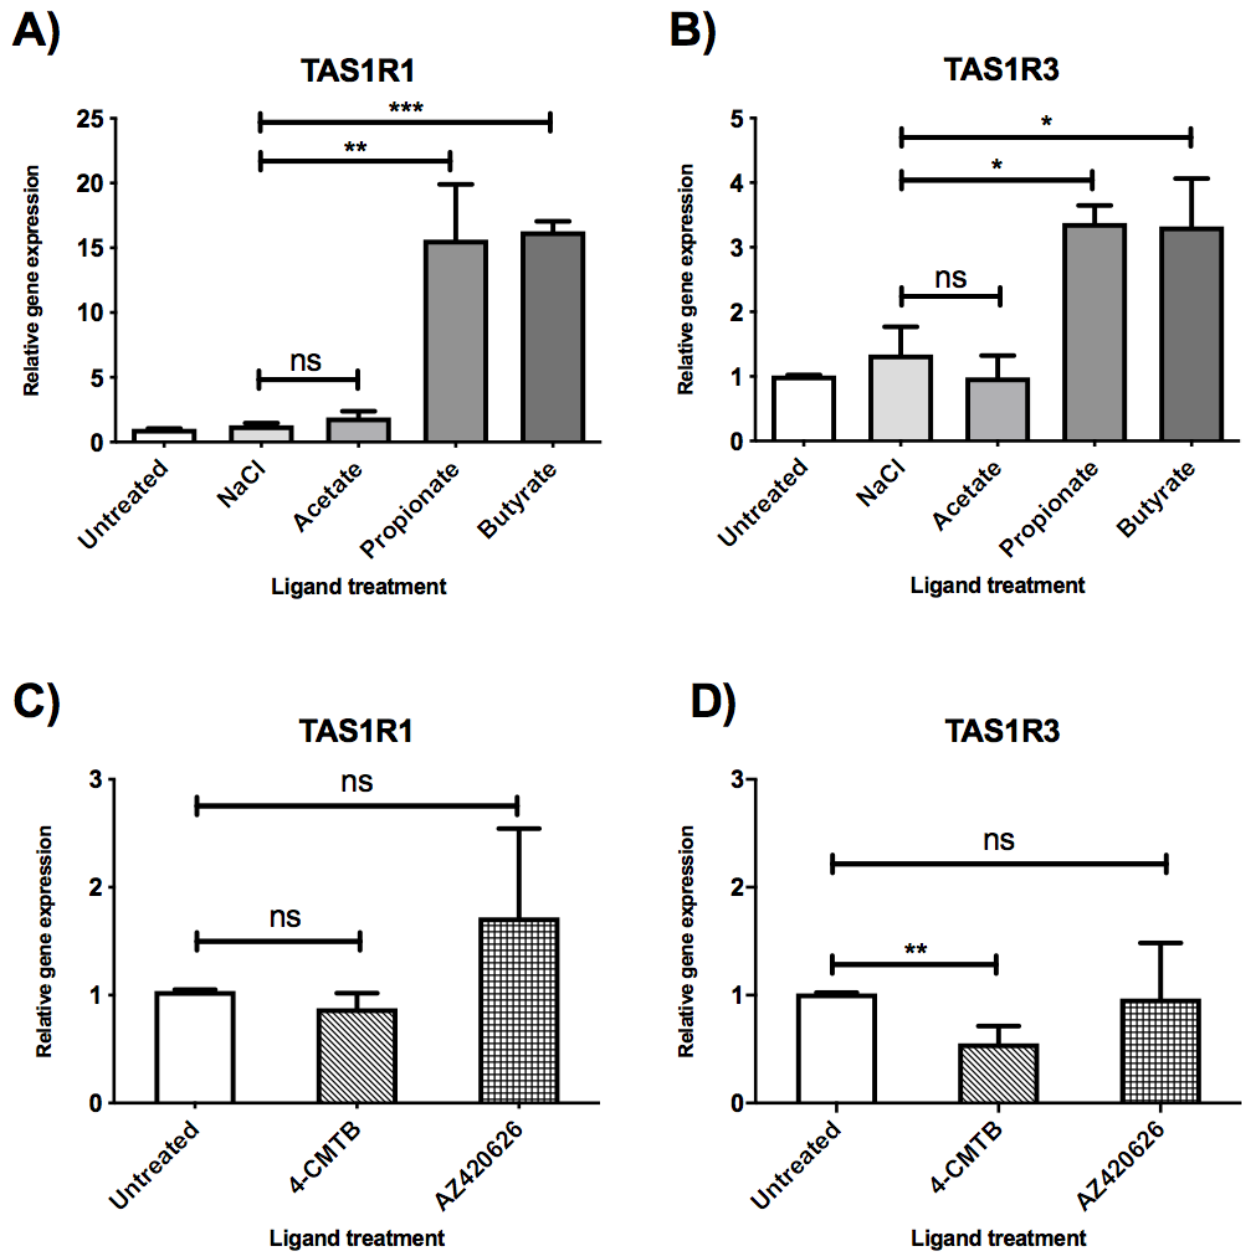 A)
TAS1R1
Relative gene expression
25
20
15
10
5
0
***
**
ns
Untreated
NaCl
Acetate
Propionate
Butyrate
Ligand treatment
B)
TAS1R3
Relative gene expression
5
4
3
2
1
0
*
*
ns
Untreated
NaCl
Acetate
Propionate
Butyrate
Ligand treatment
C)
TAS1R1
Relative gene expression
3
2
1
0
ns
ns
Untreated
4-CMTB
AZ420626
Ligand treatment
D)
TAS1R3
Relative gene expression
3
2
1
0
ns
**
Untreated
4-CMTB
AZ420626
Ligand treatment